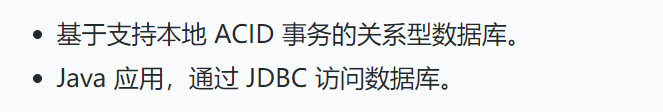 • 基于支持本地 ACID 事务的关系型数据库。
• Java 应用，通过 JDBC 访问数据库。